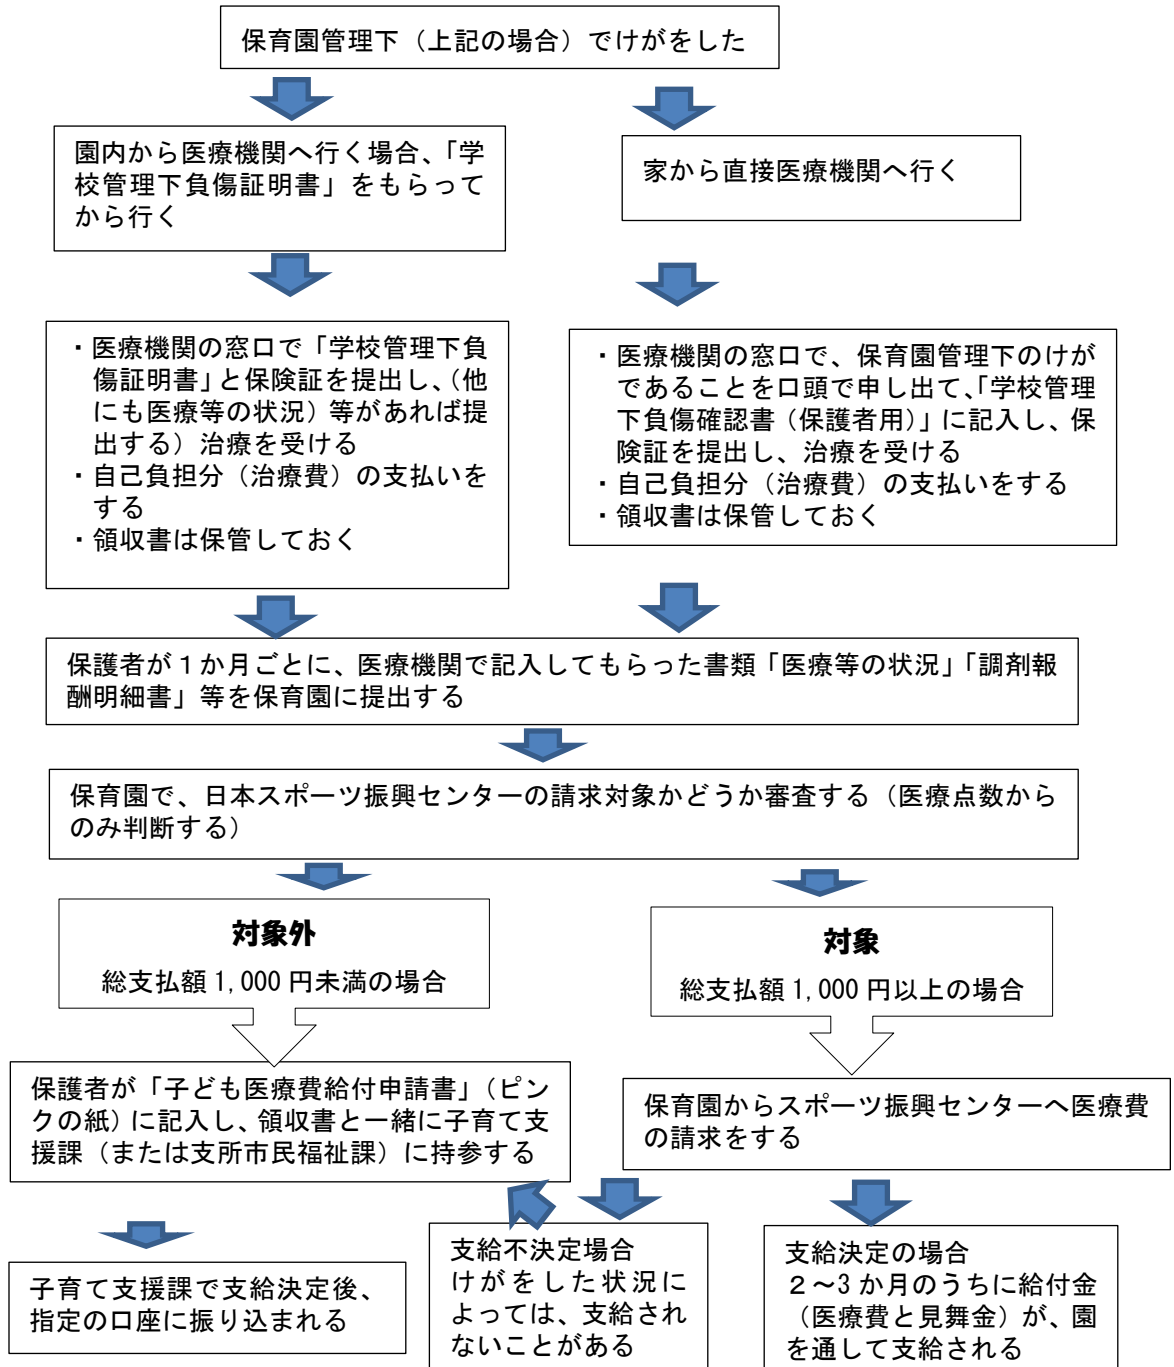 保育園管理下（上記の場合）でけがをした
園内から医療機関へ行く場合、「学
校管理下負傷証明書」をもらって
から行く
家から直接医療機関へ行く
・医療機関の窓口で「学校管理下負
傷証明書」と保険証を提出し、（他
にも医療等の状況）等があれば提
出する）治療を受ける
・自己負担分（治療費）の支払いを
する
・領収書は保管しておく
・医療機関の窓口で、保育園管理下のけが
であることを口頭で申し出て、「学校管理
下負傷確認書（保護者用）」に記入し、保
険証を提出し、治療を受ける
・自己負担分（治療費）の支払いをする
・領収書は保管しておく
保護者が１か月ごとに、医療機関で記入してもらった書類「医療等の状況」「調剤報
酬明細書」等を保育園に提出する
保育園で、日本スポーツ振興センターの請求対象かどうか審査する（医療点数から
のみ判断する）
対象外
総支払額 1,000 円未満の場合
対象
総支払額 1,000 円以上の場合
保護者が「子ども医療費給付申請書」（ピン
クの紙）に記入し、領収書と一緒に子育て支
援課（または支所市民福祉課）に持参する
保育園からスポーツ振興センターへ医療費
の請求をする
子育て支援課で支給決定後、
指定の口座に振り込まれる
支給不決定場合
けがをした状況に
よっては、支給され
ないことがある
支給決定の場合
２～3 か月のうちに給付金
（医療費と見舞金）が、園
を通して支給される